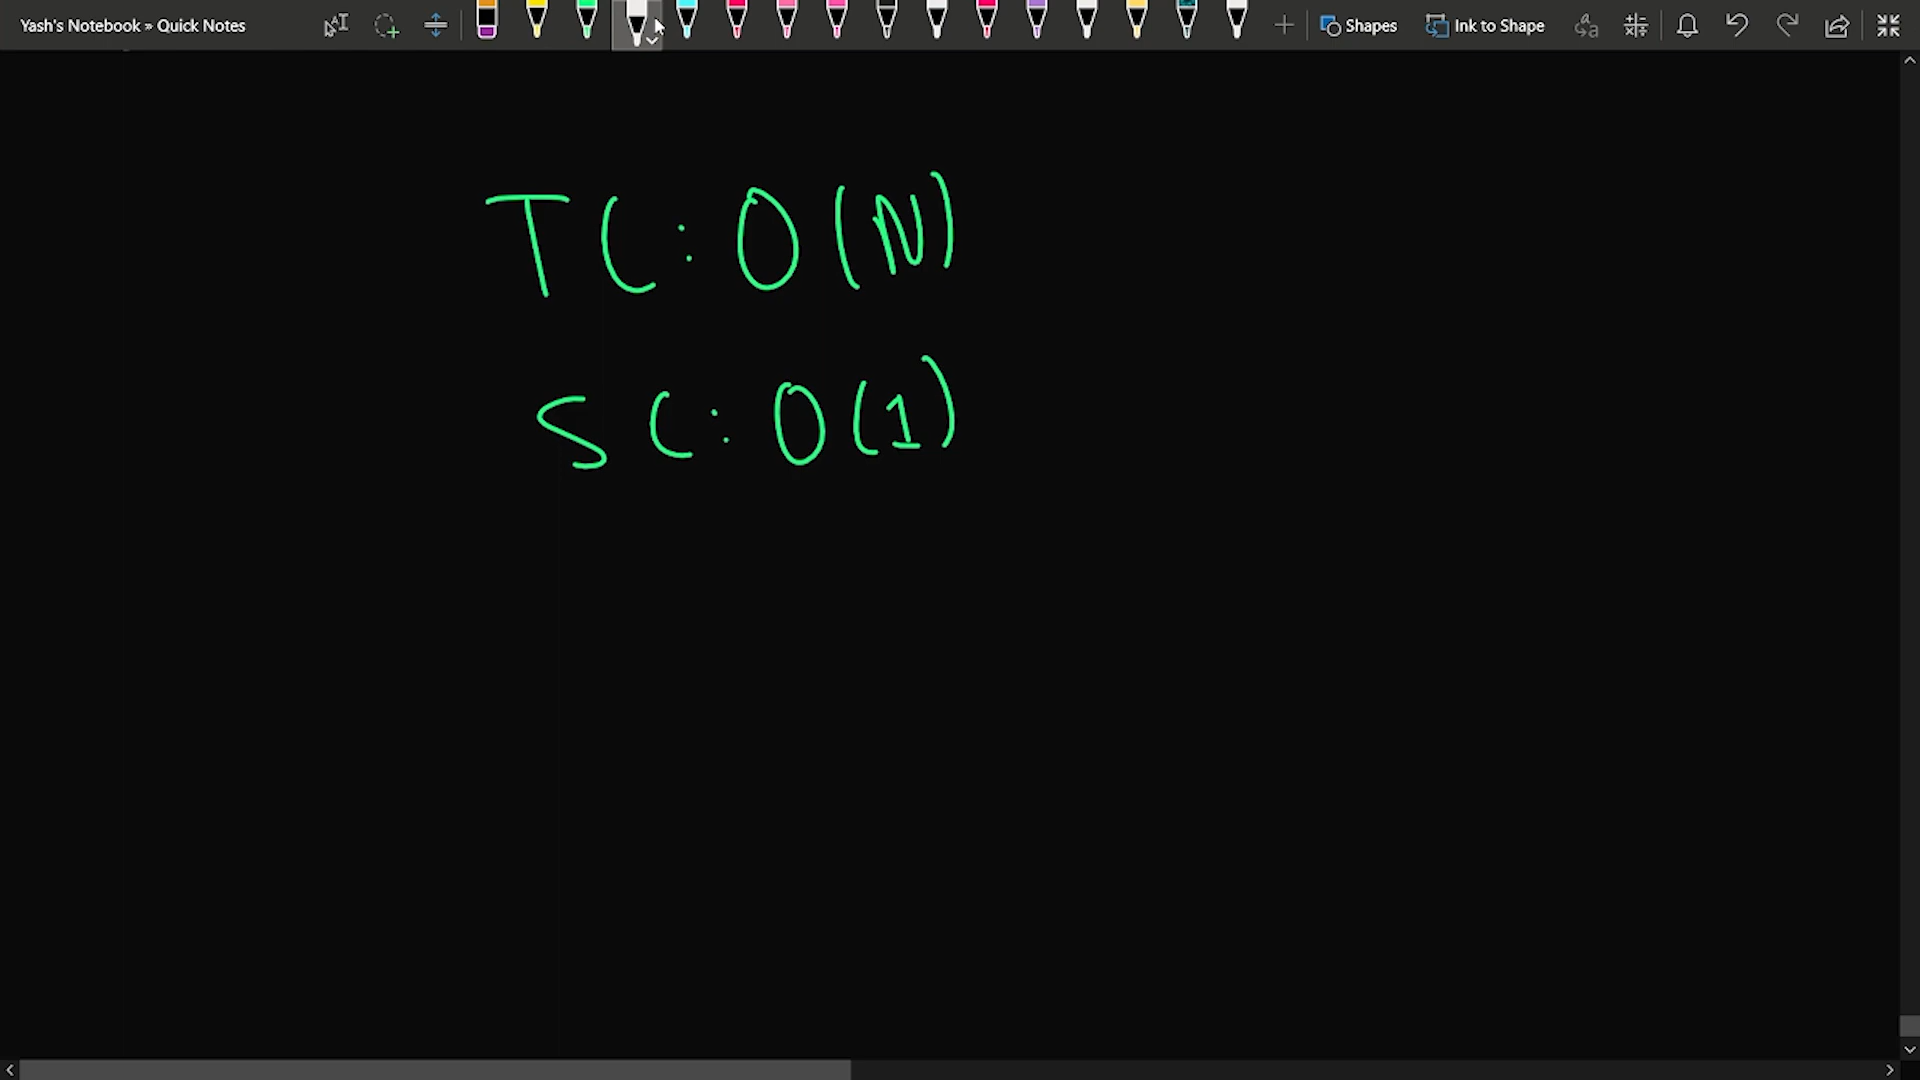 Yash's Notebook » Quick Notes Shapes Ink to Shape
TC: O(N)
SC: O(1)